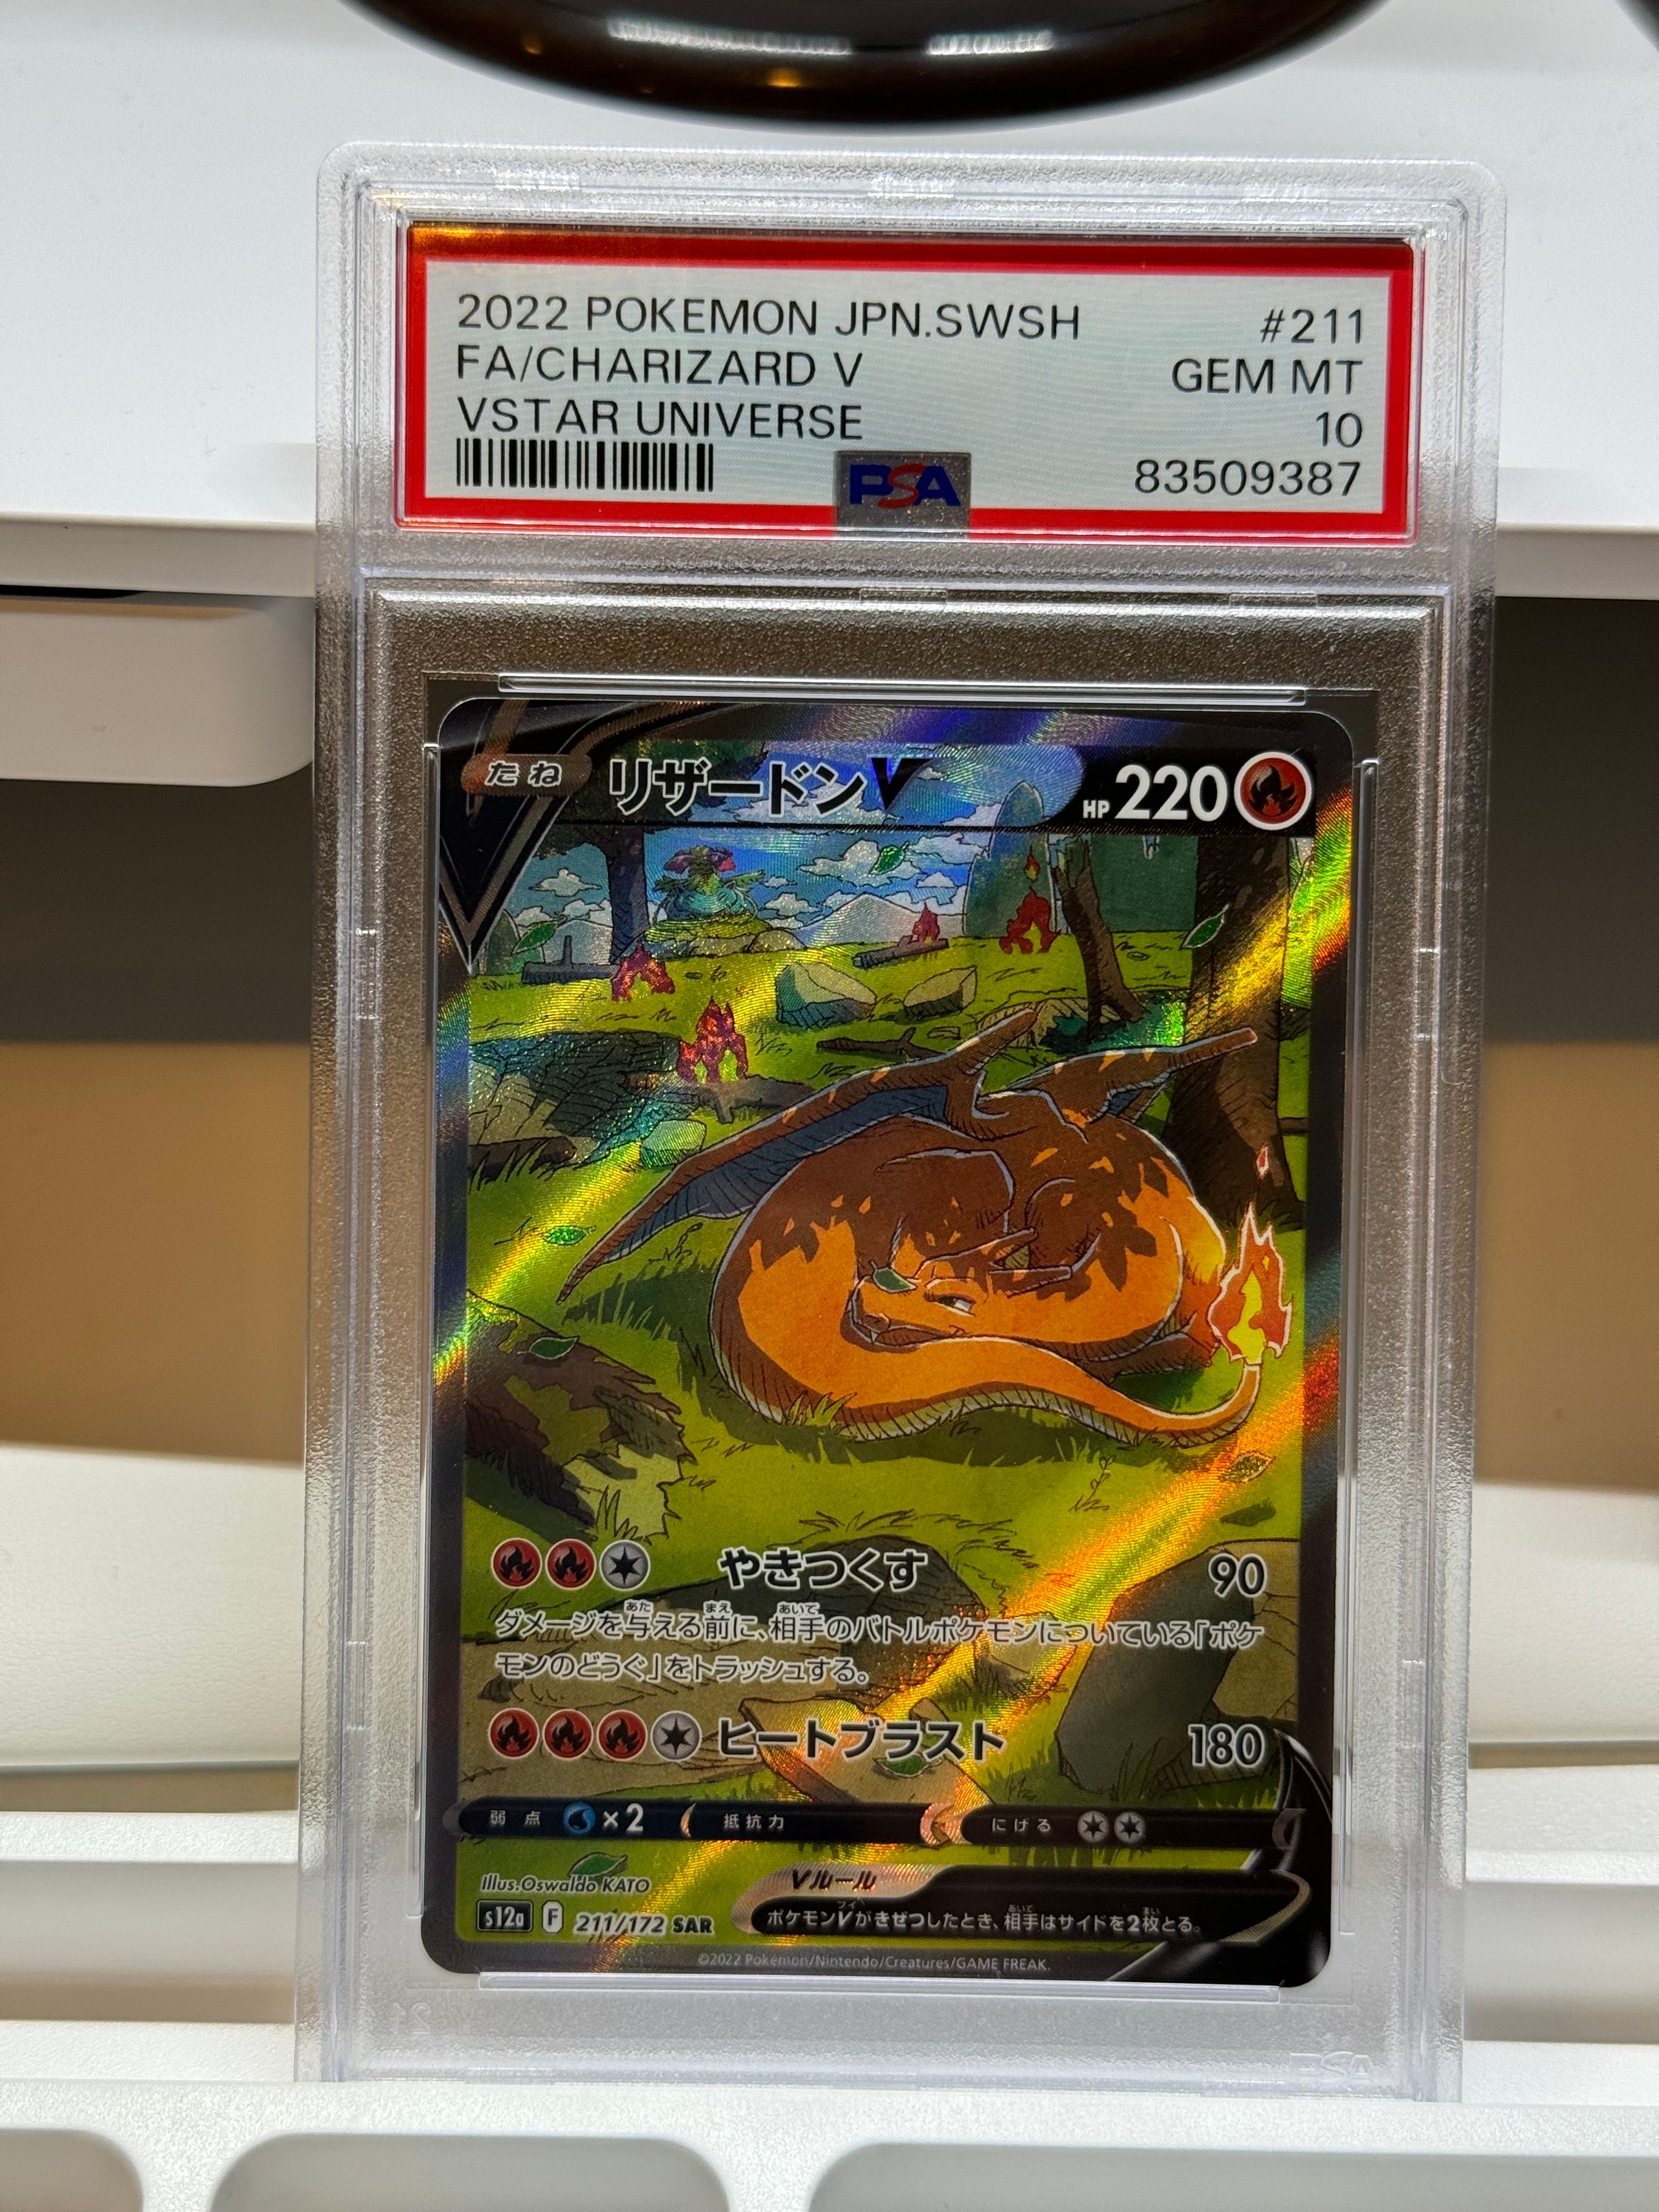 2022 POKEMON JPN.SWSH #211
FA/CHARIZARD V GEM MT
VSTAR UNIVERSE 10
PSA 83509387
たね リザードンV HP 220
やきつくす 90
ダメージを与える前に、相手のバトルポケモンについている「ポケ
モンのどうぐ」をトラッシュする。
ヒートブラスト 180
弱点 ×2 抵抗力 にげる
Illus. Oswaldo KATO
Vルール
s12a F 211/172 SAR ポケモンVがきぜつしたとき、相手はサイドを2枚とる。
©2022 Pokémon/Nintendo/Creatures/GAME FREAK.
PSA